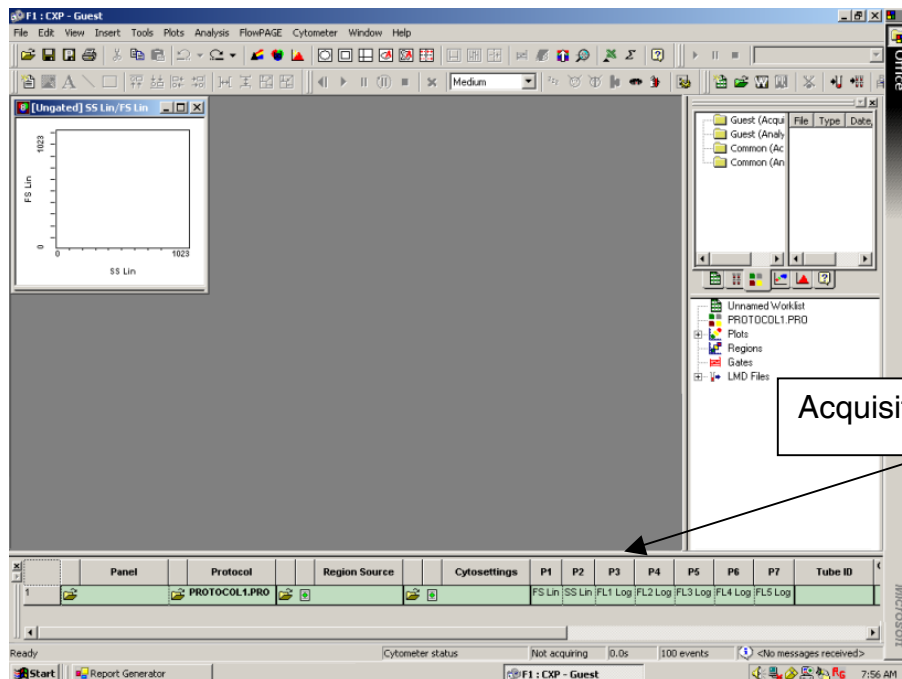 F1 : CXP - Guest
File Edit View Insert Tools Plots Analysis FlowPAGE Cytometer Window Help
Medium
[Ungated] SS Lin/FS Lin
1023
FS Lin
0
0 1023
SS Lin
Guest (Acqui
Guest (Analy
Common (Ac
Common (An
File Type Date,
Unnamed Worklist
PROTOCOL1.PRO
Plots
Regions
Gates
LMD Files
Office
Acquisit
Panel Protocol Region Source Cytosettings P1 P2 P3 P4 P5 P6 P7 Tube ID
1 PROTOCOL1.PRO FS Lin SS Lin FL1 Log FL2 Log FL3 Log FL4 Log FL5 Log
Microsoft
Ready Cytometer status Not acquiring 0.0s 100 events <No messages received>
Start Report Generator F1 : CXP - Guest 7:56 AM